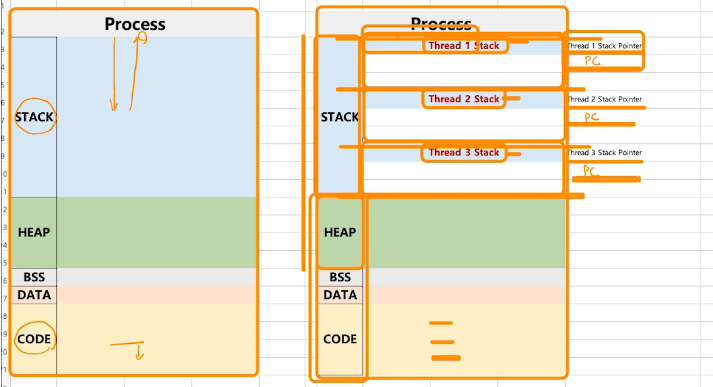 Process
STACK
HEAP
BSS
DATA
CODE
Process
Thread 1 Stack
Thread 1 Stack Pointer
PC
STACK
Thread 2 Stack
Thread 2 Stack Pointer
PC
Thread 3 Stack
Thread 3 Stack Pointer
PC
HEAP
BSS
DATA
CODE